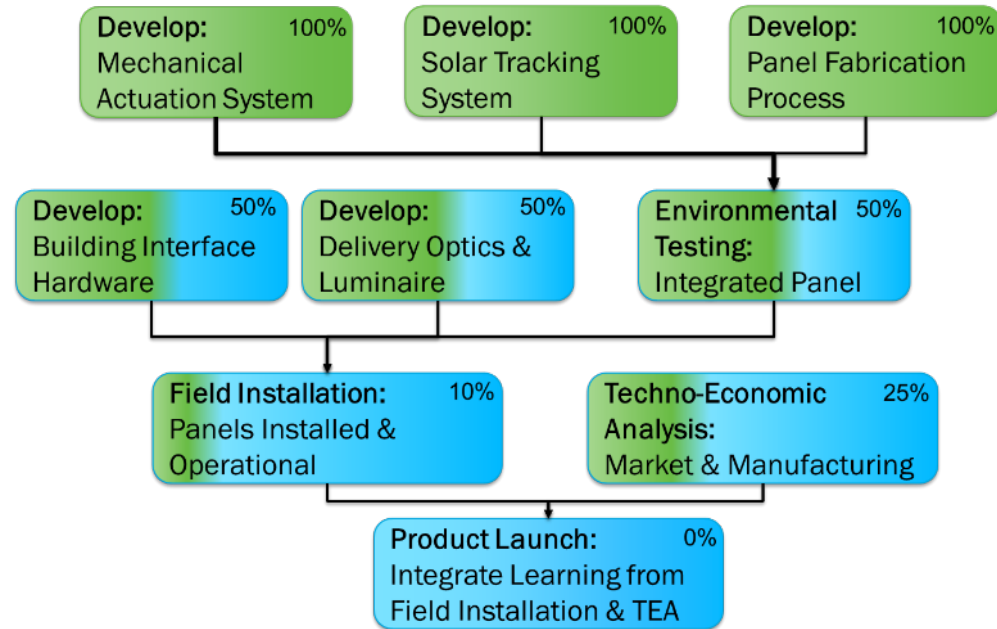 Develop: 100%
Mechanical
Actuation System
Develop: 100%
Solar Tracking
System
Develop: 100%
Panel Fabrication
Process
Develop: 50%
Building Interface
Hardware
Develop: 50%
Delivery Optics &
Luminaire
Environmental 50%
Testing:
Integrated Panel
Field Installation: 10%
Panels Installed &
Operational
Techno-Economic 25%
Analysis:
Market & Manufacturing
Product Launch: 0%
Integrate Learning from
Field Installation & TEA